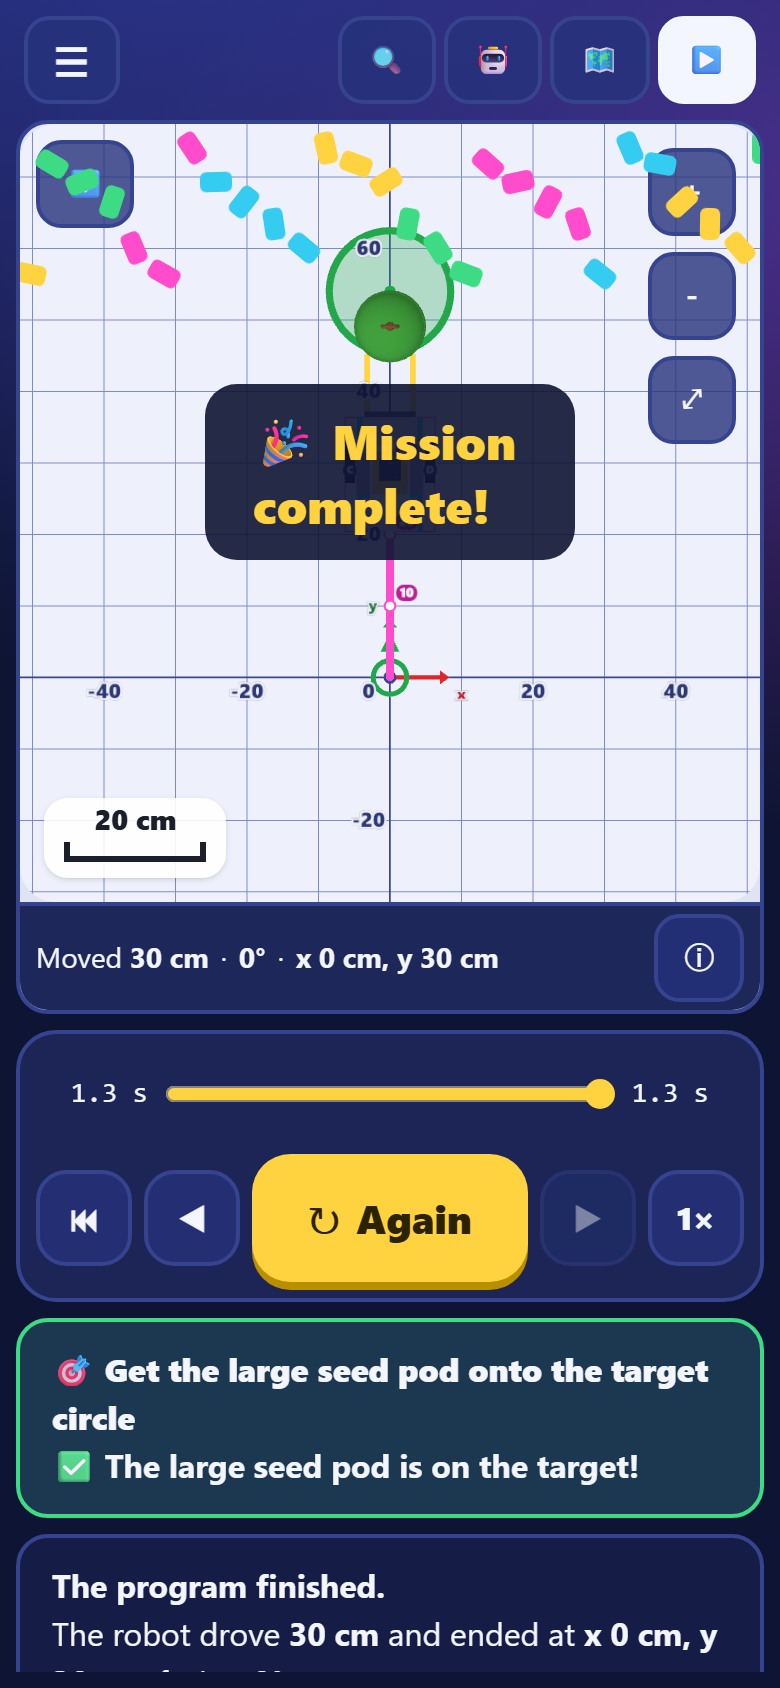 +
60
-
40
🎉 Mission
complete!
C
D
20
y
10
-40
-20
0
x
20
40
-20
20 cm
Moved 30 cm · 0° · x 0 cm, y 30 cm
1.3 s
1.3 s
↻ Again
1×
🎯 Get the large seed pod onto the target
circle
✅ The large seed pod is on the target!
The program finished.
The robot drove 30 cm and ended at x 0 cm, y